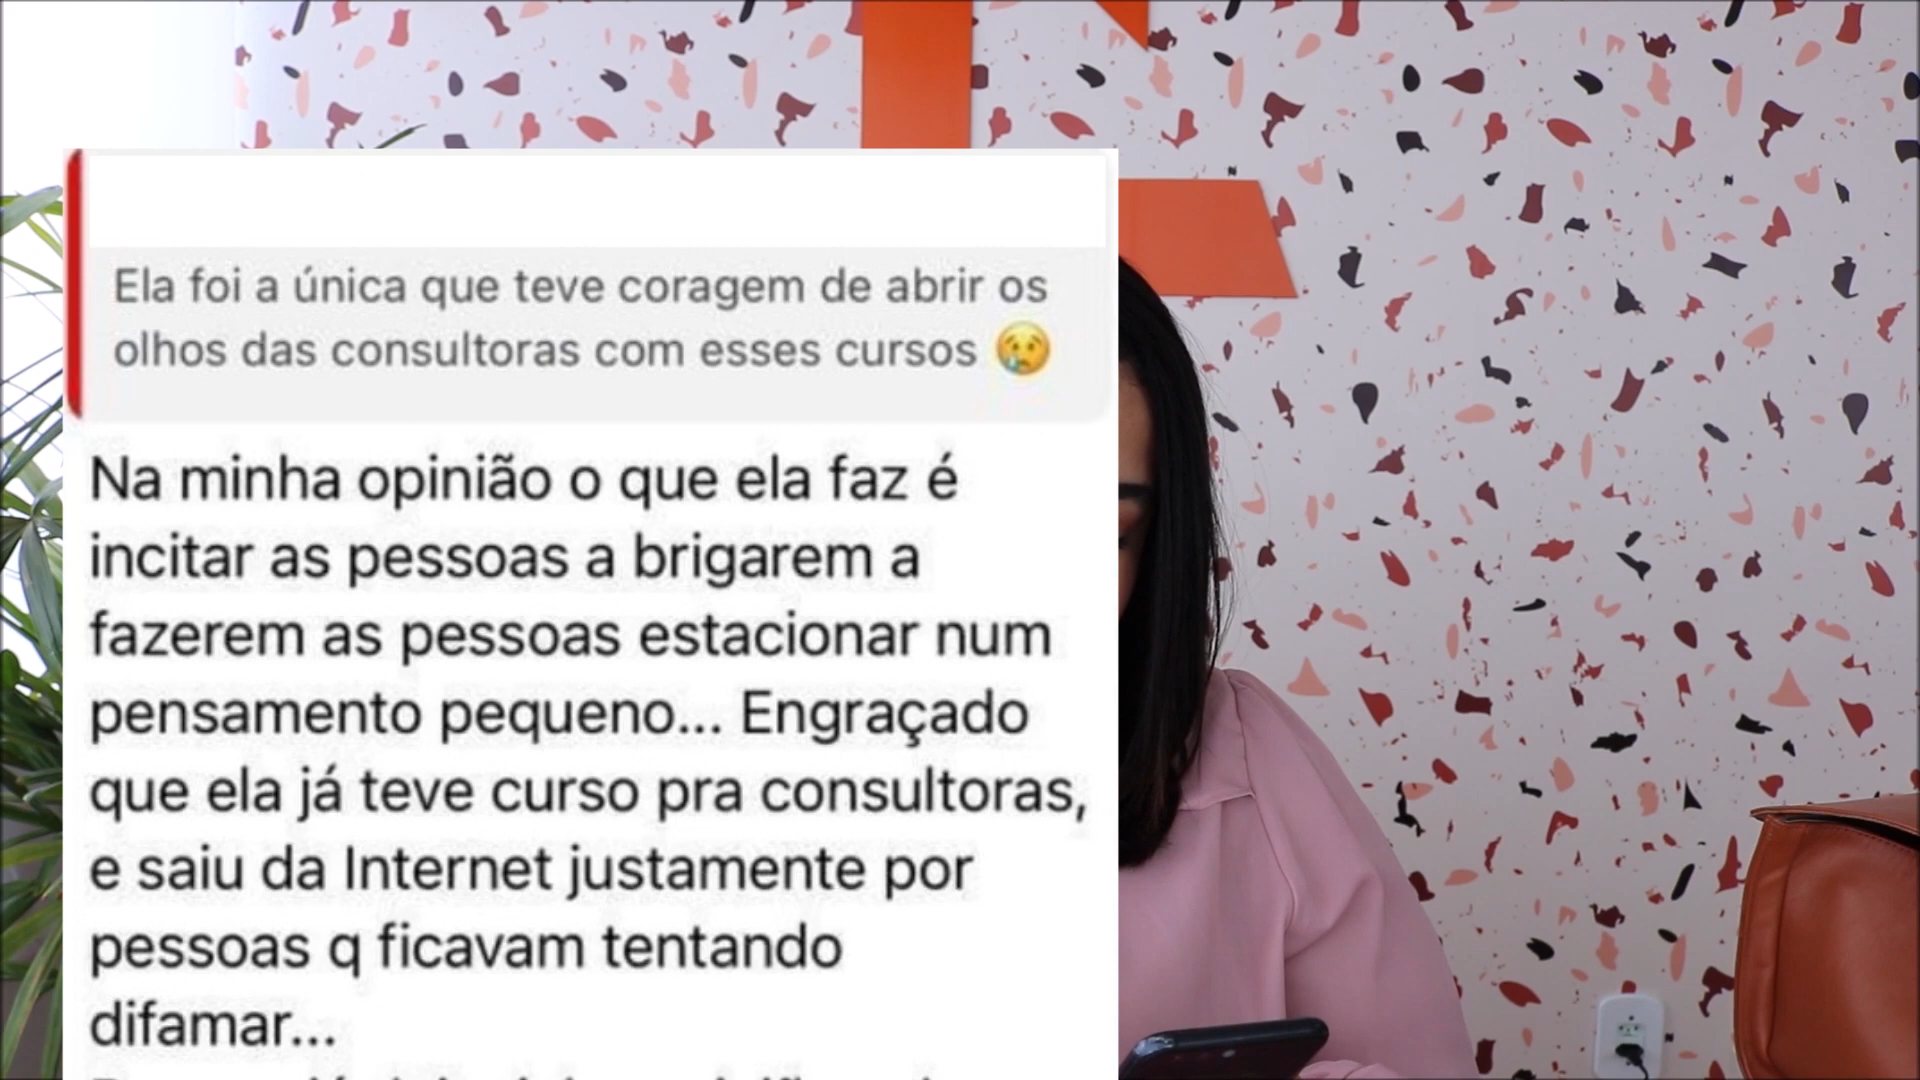 Ela foi a única que teve coragem de abrir os
olhos das consultoras com esses cursos 😢
Na minha opinião o que ela faz é
incitar as pessoas a brigarem a
fazerem as pessoas estacionar num
pensamento pequeno... Engraçado
que ela já teve curso pra consultoras,
e saiu da Internet justamente por
pessoas q ficavam tentando
difamar...